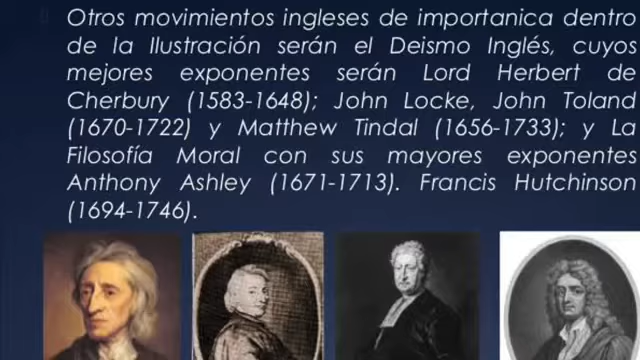 Otros movimientos ingleses de importanica dentro
de la Ilustración serán el Deismo Inglés, cuyos
mejores exponentes serán Lord Herbert de
Cherbury (1583-1648); John Locke, John Toland
(1670-1722) y Matthew Tindal (1656-1733); y La
Filosofía Moral con sus mayores exponentes
Anthony Ashley (1671-1713). Francis Hutchinson
(1694-1746).